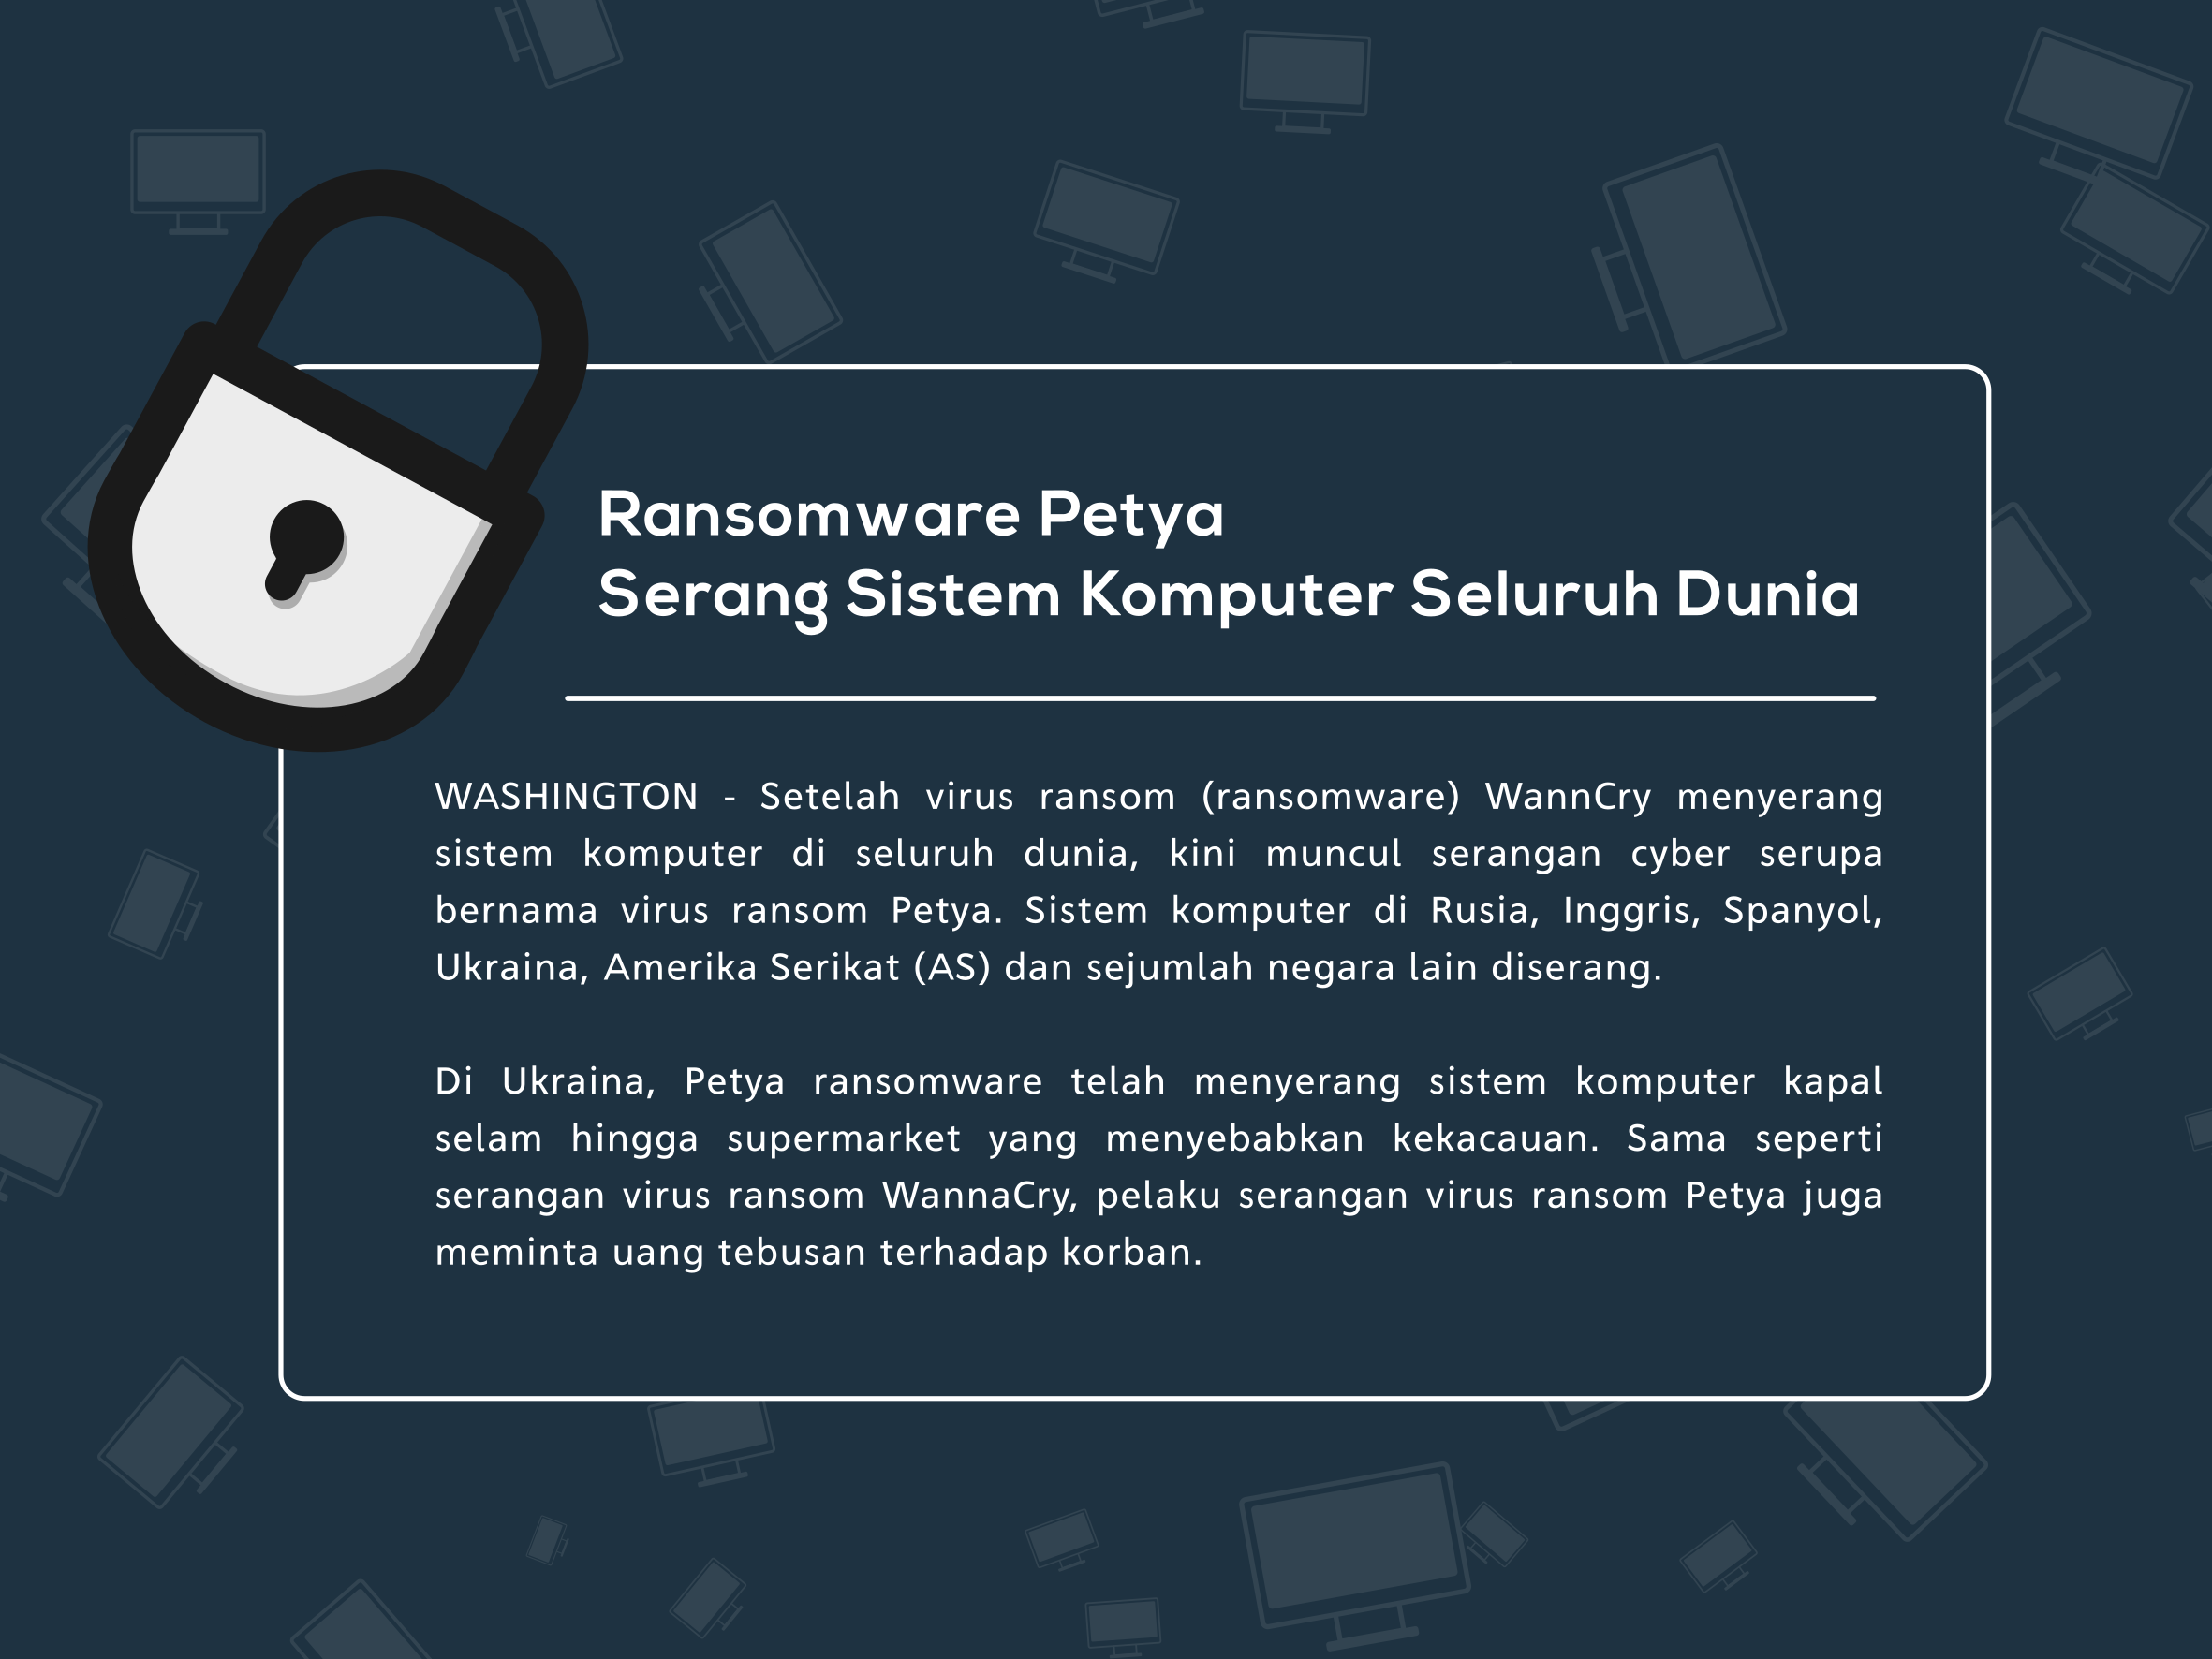 Ransomware Petya
Serang Sistem Komputer Seluruh Dunia
WASHINGTON - Setelah virus ransom (ransomware) WannCry menyerang
sistem komputer di seluruh dunia, kini muncul serangan cyber serupa
bernama virus ransom Petya. Sistem komputer di Rusia, Inggris, Spanyol,
Ukraina, Amerika Serikat (AS) dan sejumlah negara lain diserang.
Di Ukraina, Petya ransomware telah menyerang sistem komputer kapal
selam hingga supermarket yang menyebabkan kekacauan. Sama seperti
serangan virus ransom WannaCry, pelaku serangan virus ransom Petya juga
meminta uang tebusan terhadap korban.